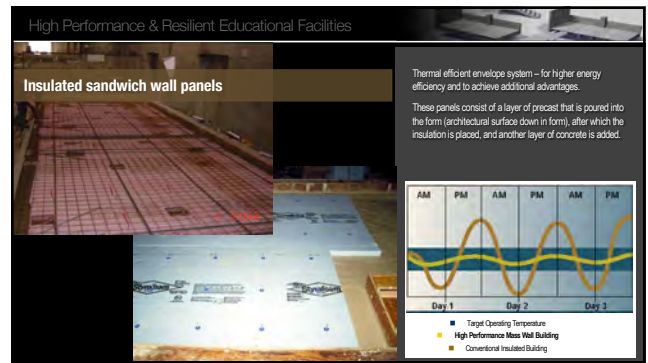 High Performance & Resilient Educational Facilities
Insulated sandwich wall panels
Thermal efficient envelope system – for higher energy
efficiency and to achieve additional advantages.
These panels consist of a layer of precast that is poured into
the form (architectural surface down in form), after which the
insulation is placed, and another layer of concrete is added.
AM PM AM PM AM PM
Day 1 Day 2 Day 3
Target Operating Temperature
High Performance Mass Wall Building
Conventional Insulated Building